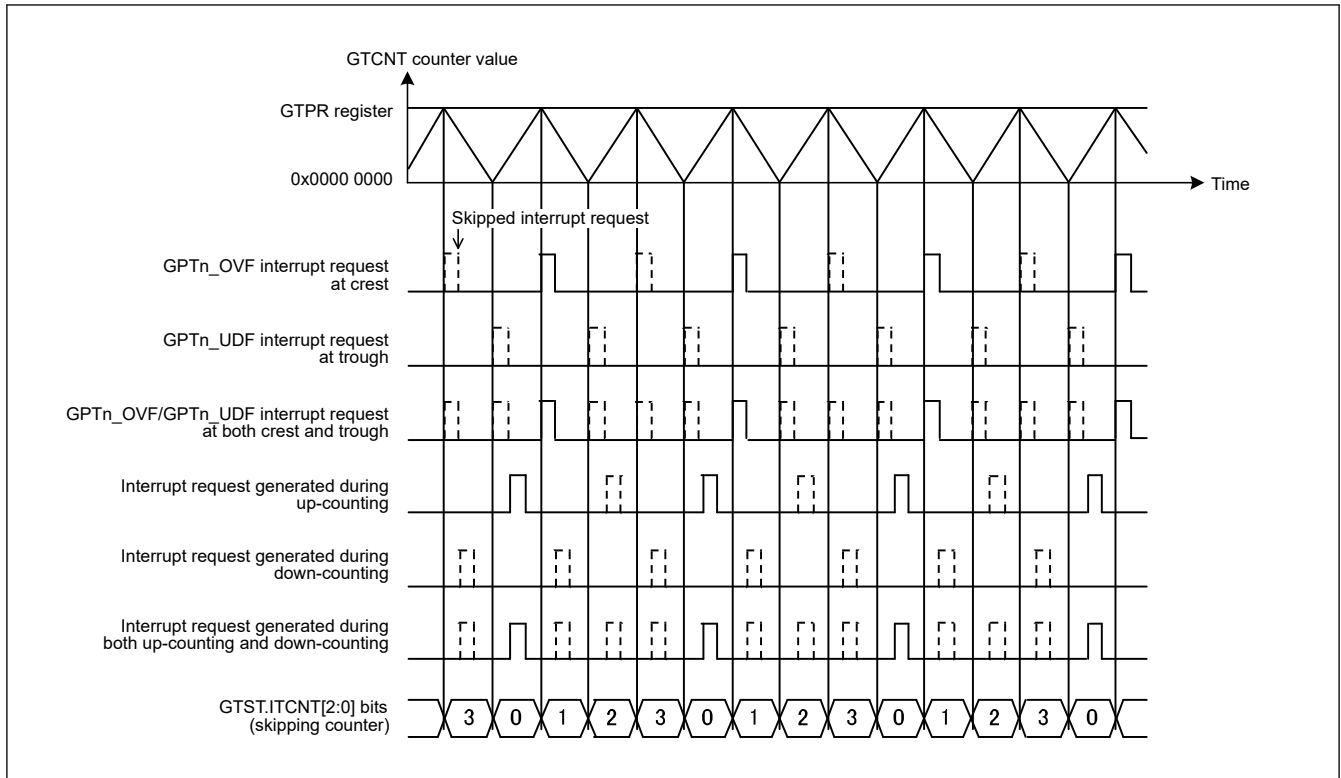 GTCNT counter value
GTPR register
0x0000 0000
Time
Skipped interrupt request
GPTn_OVF interrupt request
at crest
GPTn_UDF interrupt request
at trough
GPTn_OVF/GPTn_UDF interrupt request
at both crest and trough
Interrupt request generated during
up-counting
Interrupt request generated during
down-counting
Interrupt request generated during
both up-counting and down-counting
GTST.ITCNT[2:0] bits
(skipping counter)
3 0 1 2 3 0 1 2 3 0 1 2 3 0